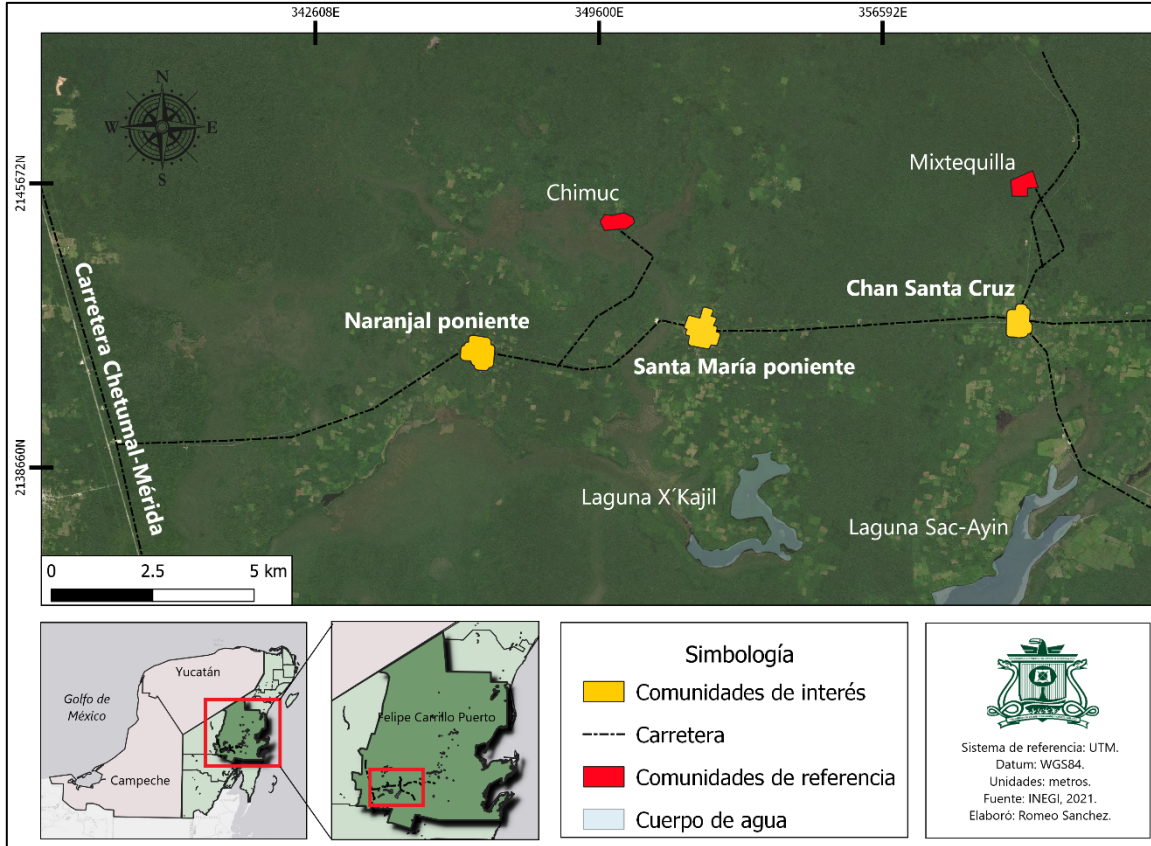 342608E
349600E
356592E
2145672N
2138660N
N
W
E
S
Mixtequilla
Chimuc
Chan Santa Cruz
Carretera Chetumal-Mérida
Naranjal poniente
Santa María poniente
Laguna X´Kajil
Laguna Sac-Ayin
0 2.5 5 km
Yucatán
Golfo de
México
Campeche
Felipe Carrillo Puerto
Simbología
Comunidades de interés
Carretera
Comunidades de referencia
Cuerpo de agua
Sistema de referencia: UTM.
Datum: WGS84.
Unidades: metros.
Fuente: INEGI, 2021.
Elaboró: Romeo Sanchez.